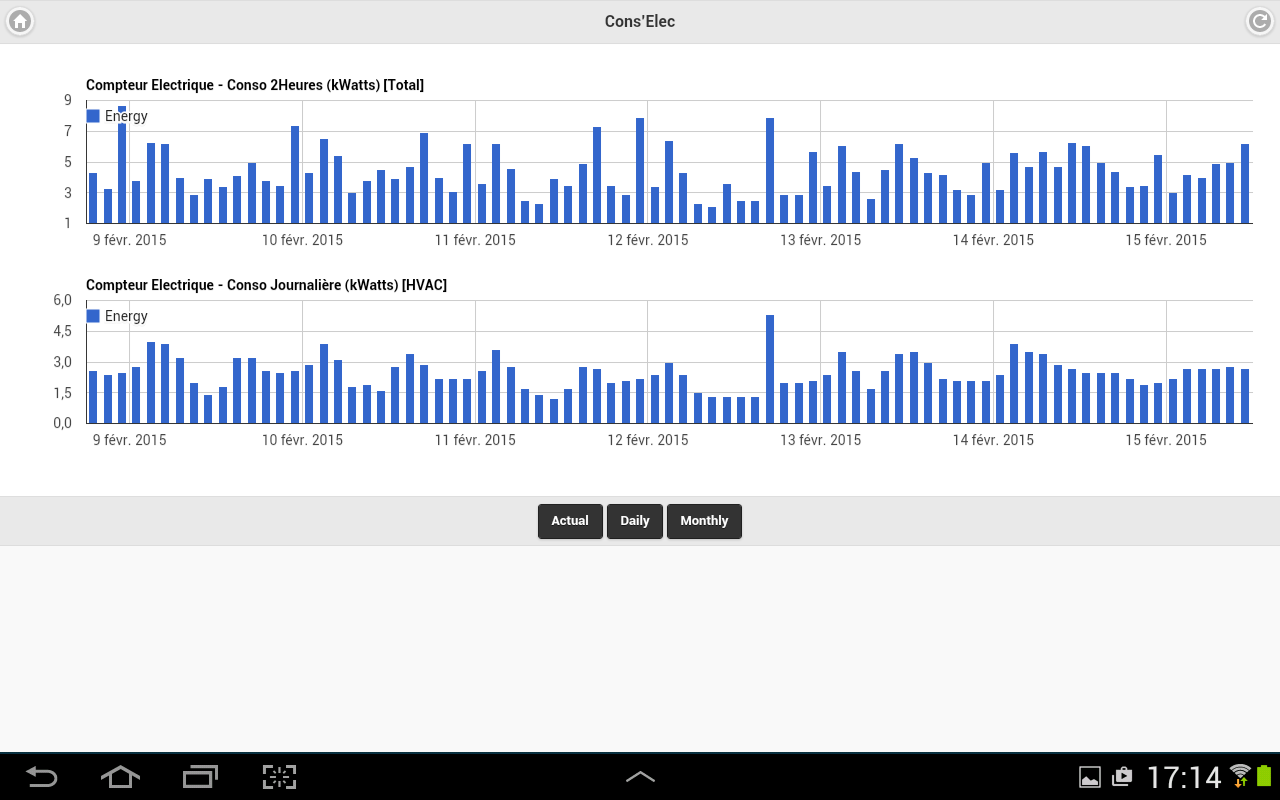 Cons'Elec
Compteur Electrique - Conso 2Heures (kWatts) [Total]
9
Energy
7
5
3
1
9 févr. 2015 10 févr. 2015 11 févr. 2015 12 févr. 2015 13 févr. 2015 14 févr. 2015 15 févr. 2015
Compteur Electrique - Conso Journalière (kWatts) [HVAC]
6,0
Energy
4,5
3,0
1,5
0,0
9 févr. 2015 10 févr. 2015 11 févr. 2015 12 févr. 2015 13 févr. 2015 14 févr. 2015 15 févr. 2015
Actual Daily Monthly
17:14